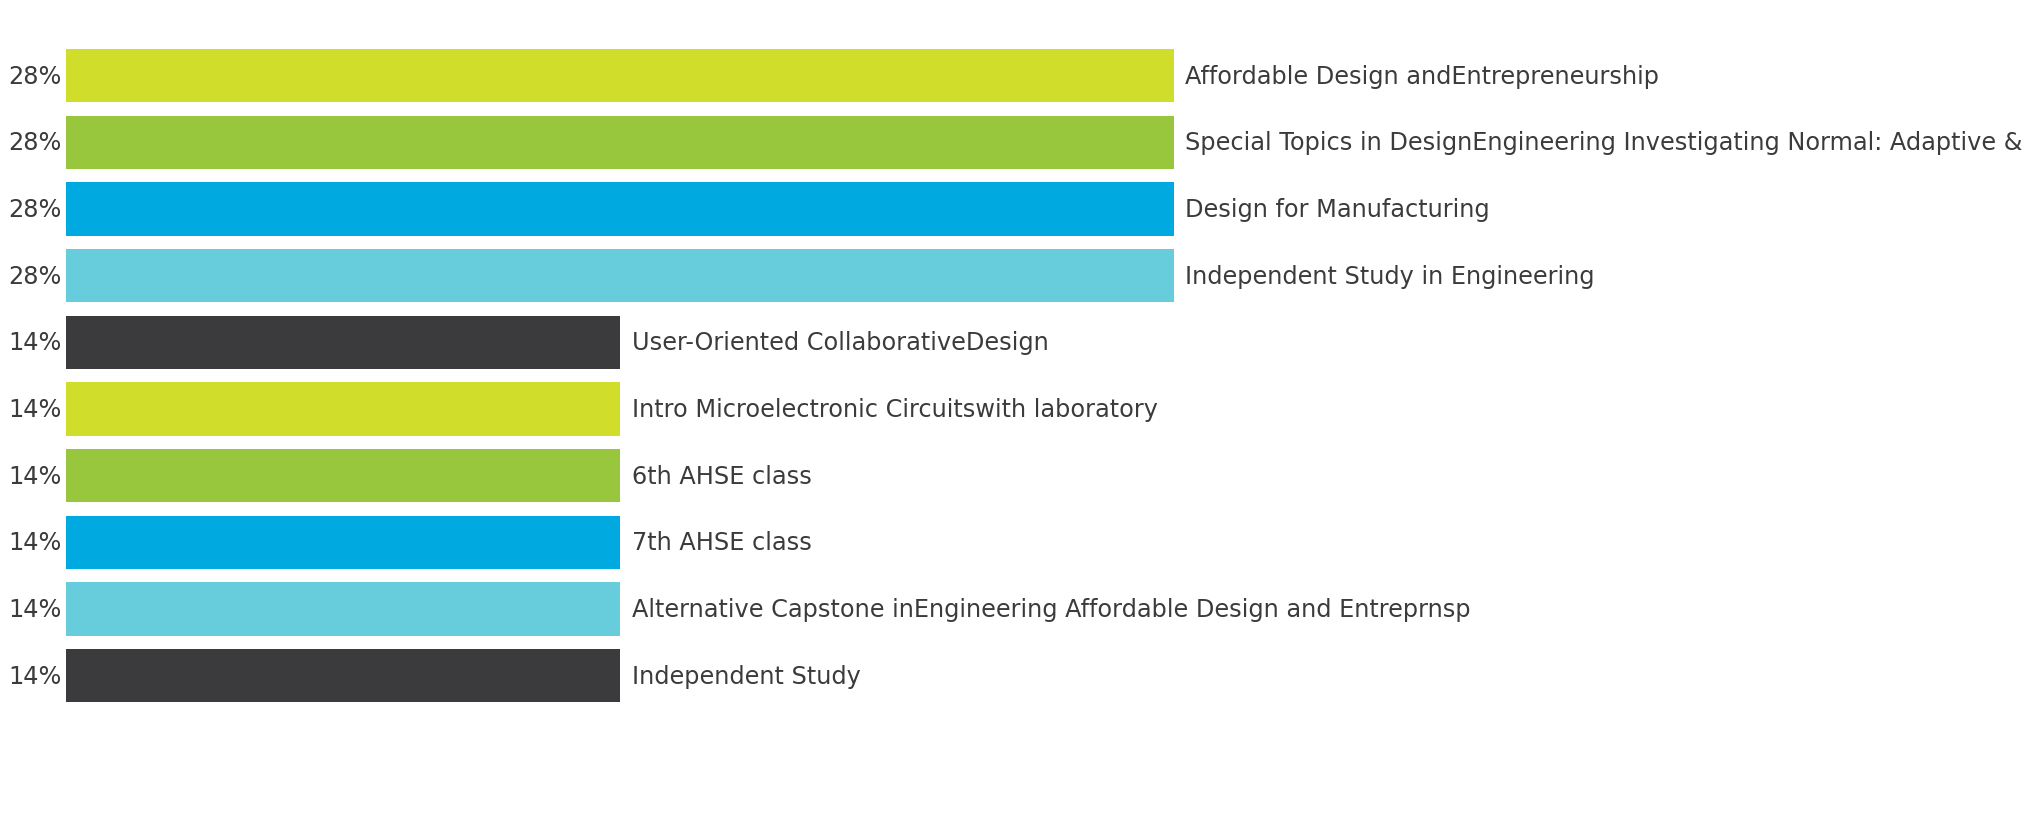 28% Affordable Design andEntrepreneurship
28% Special Topics in DesignEngineering Investigating Normal: Adaptive &
28% Design for Manufacturing
28% Independent Study in Engineering
14% User-Oriented CollaborativeDesign
14% Intro Microelectronic Circuitswith laboratory
14% 6th AHSE class
14% 7th AHSE class
14% Alternative Capstone inEngineering Affordable Design and Entreprnsp
14% Independent Study